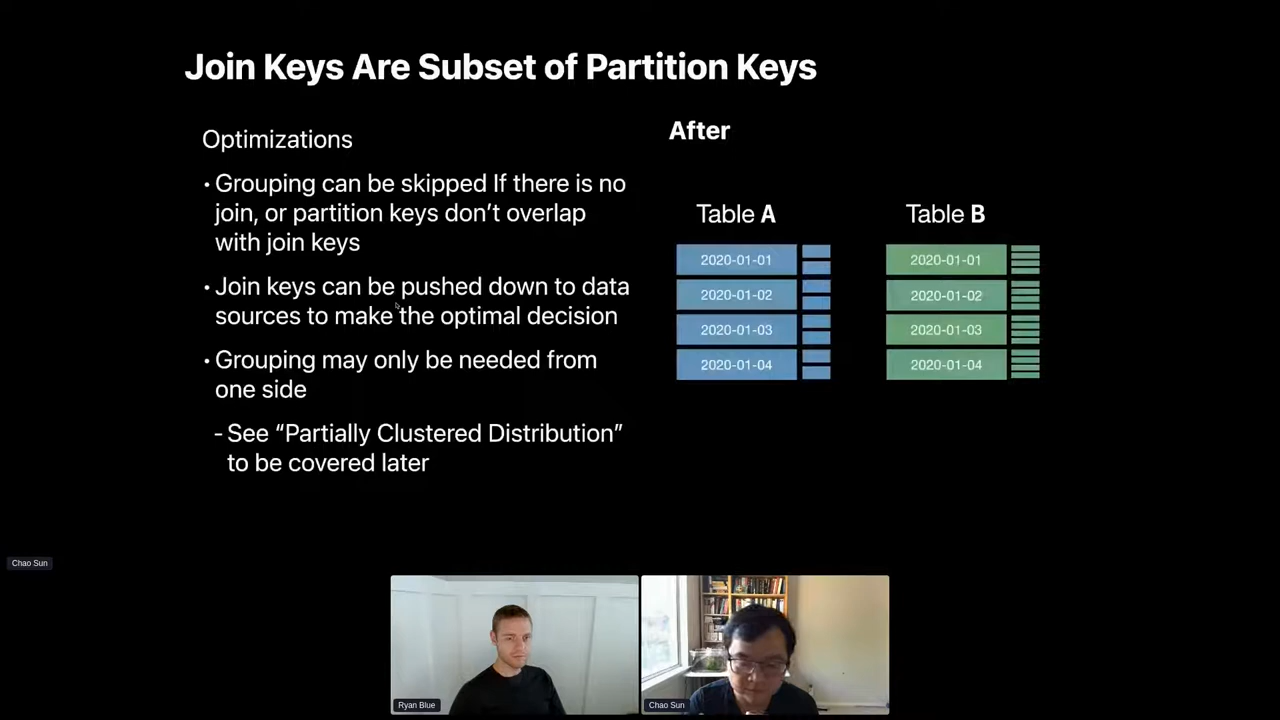 Join Keys Are Subset of Partition Keys
Optimizations
• Grouping can be skipped If there is no
join, or partition keys don’t overlap
with join keys
• Join keys can be pushed down to data
sources to make the optimal decision
• Grouping may only be needed from
one side
- See “Partially Clustered Distribution”
to be covered later
After
Table A
2020-01-01
2020-01-02
2020-01-03
2020-01-04
Table B
2020-01-01
2020-01-02
2020-01-03
2020-01-04
Chao Sun
Ryan Blue
Chao Sun